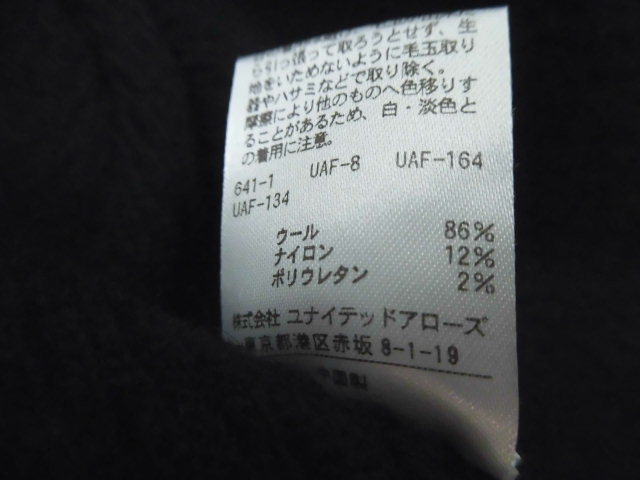 ら引っ張って取ろうとせず、生
地をいためないように毛玉取り
器やハサミなどで取り除く。
摩擦により他のものへ色移りす
ることがあるため、白・淡色と
の着用に注意。
641-1 UAF-8 UAF-164
UAF-134
ウール 86%
ナイロン 12%
ポリウレタン 2%
株式会社 ユナイテッドアローズ
東京都港区赤坂 8-1-19
中国製